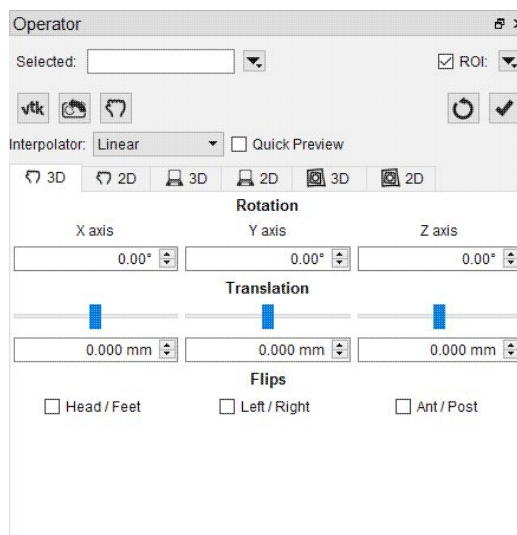 Operator
Selected:
ROI:
√tk
Interpolator: Linear Quick Preview
3D 2D 3D 2D 3D 2D
Rotation
X axis Y axis Z axis
0.00° 0.00° 0.00°
Translation
0.000 mm 0.000 mm 0.000 mm
Flips
Head / Feet Left / Right Ant / Post